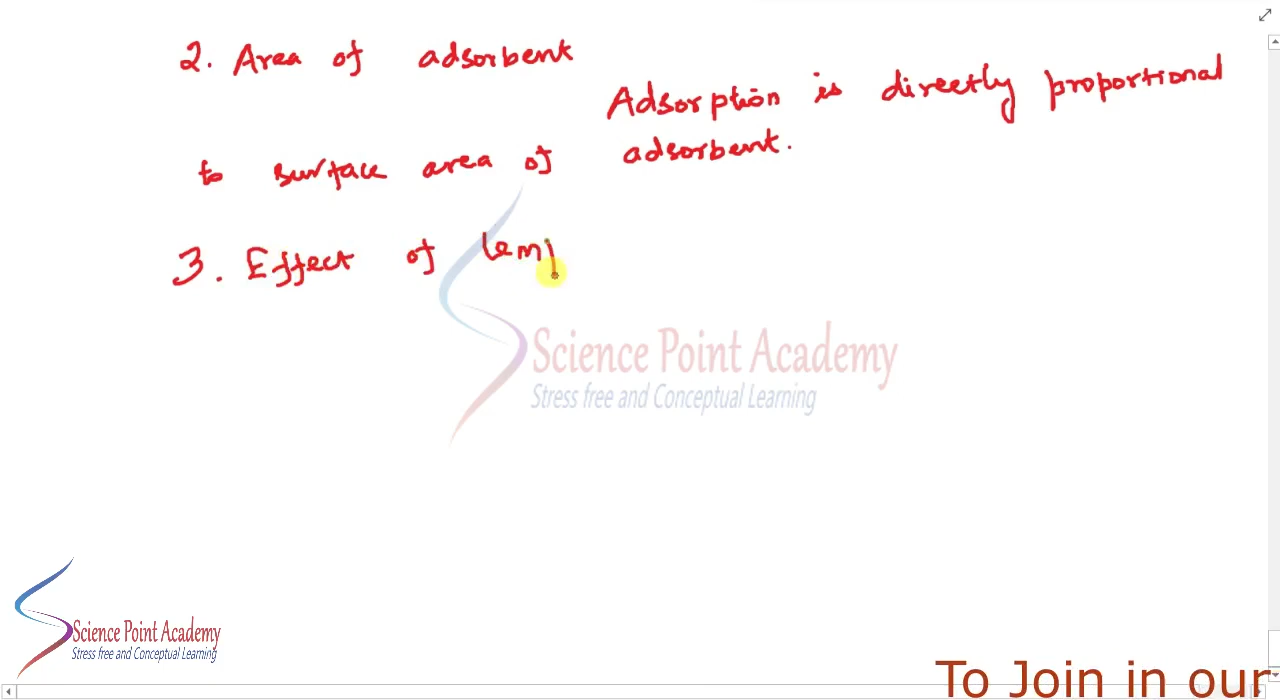 2. Area of adsorbent
Adsorption is directly proportional
to surface area of adsorbent.
3. Effect of tem
Science Point Academy
Stress free and Conceptual Learning
Science Point Academy
Stress free and Conceptual Learning
To Join in our